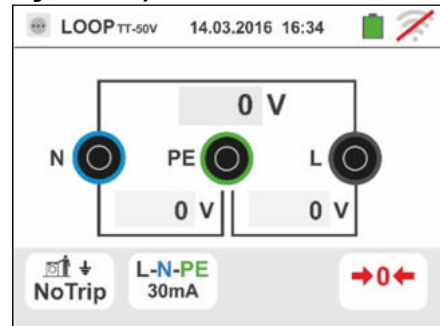 LOOP TT-50V 14.03.2016 16:34
0 V
N PE L
0 V 0 V
NoTrip
L-N-PE
30mA
→0←